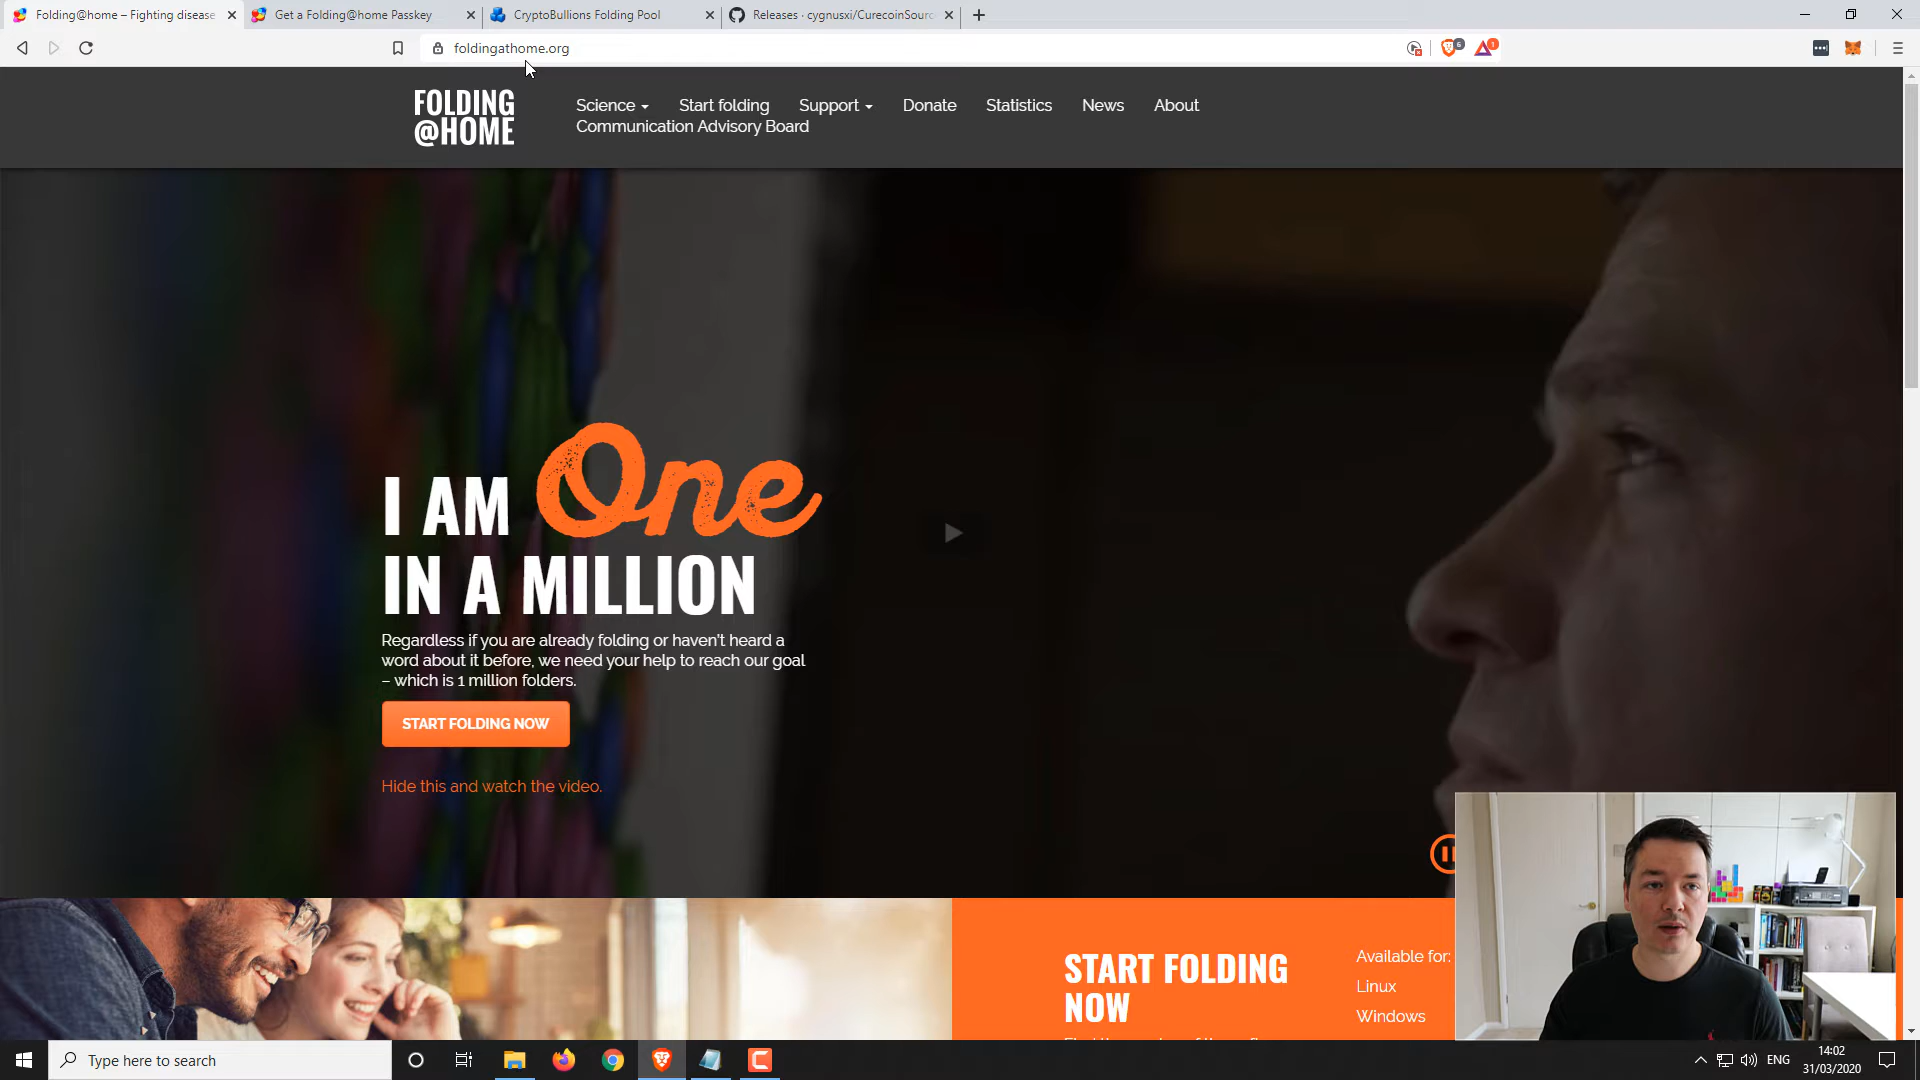 Folding@home – Fighting disease
Get a Folding@home Passkey
CryptoBullions Folding Pool
Releases · cygnusxi/CurecoinSourc
foldingathome.org
6
1
FOLDING
@HOME
Science
Start folding
Support
Donate
Statistics
News
About
Communication Advisory Board
I AM One
IN A MILLION
Regardless if you are already folding or haven't heard a
word about it before, we need your help to reach our goal
– which is 1 million folders.
START FOLDING NOW
Hide this and watch the video.
START FOLDING
NOW
Available for:
Linux
Windows
Type here to search
ENG
14:02
31/03/2020